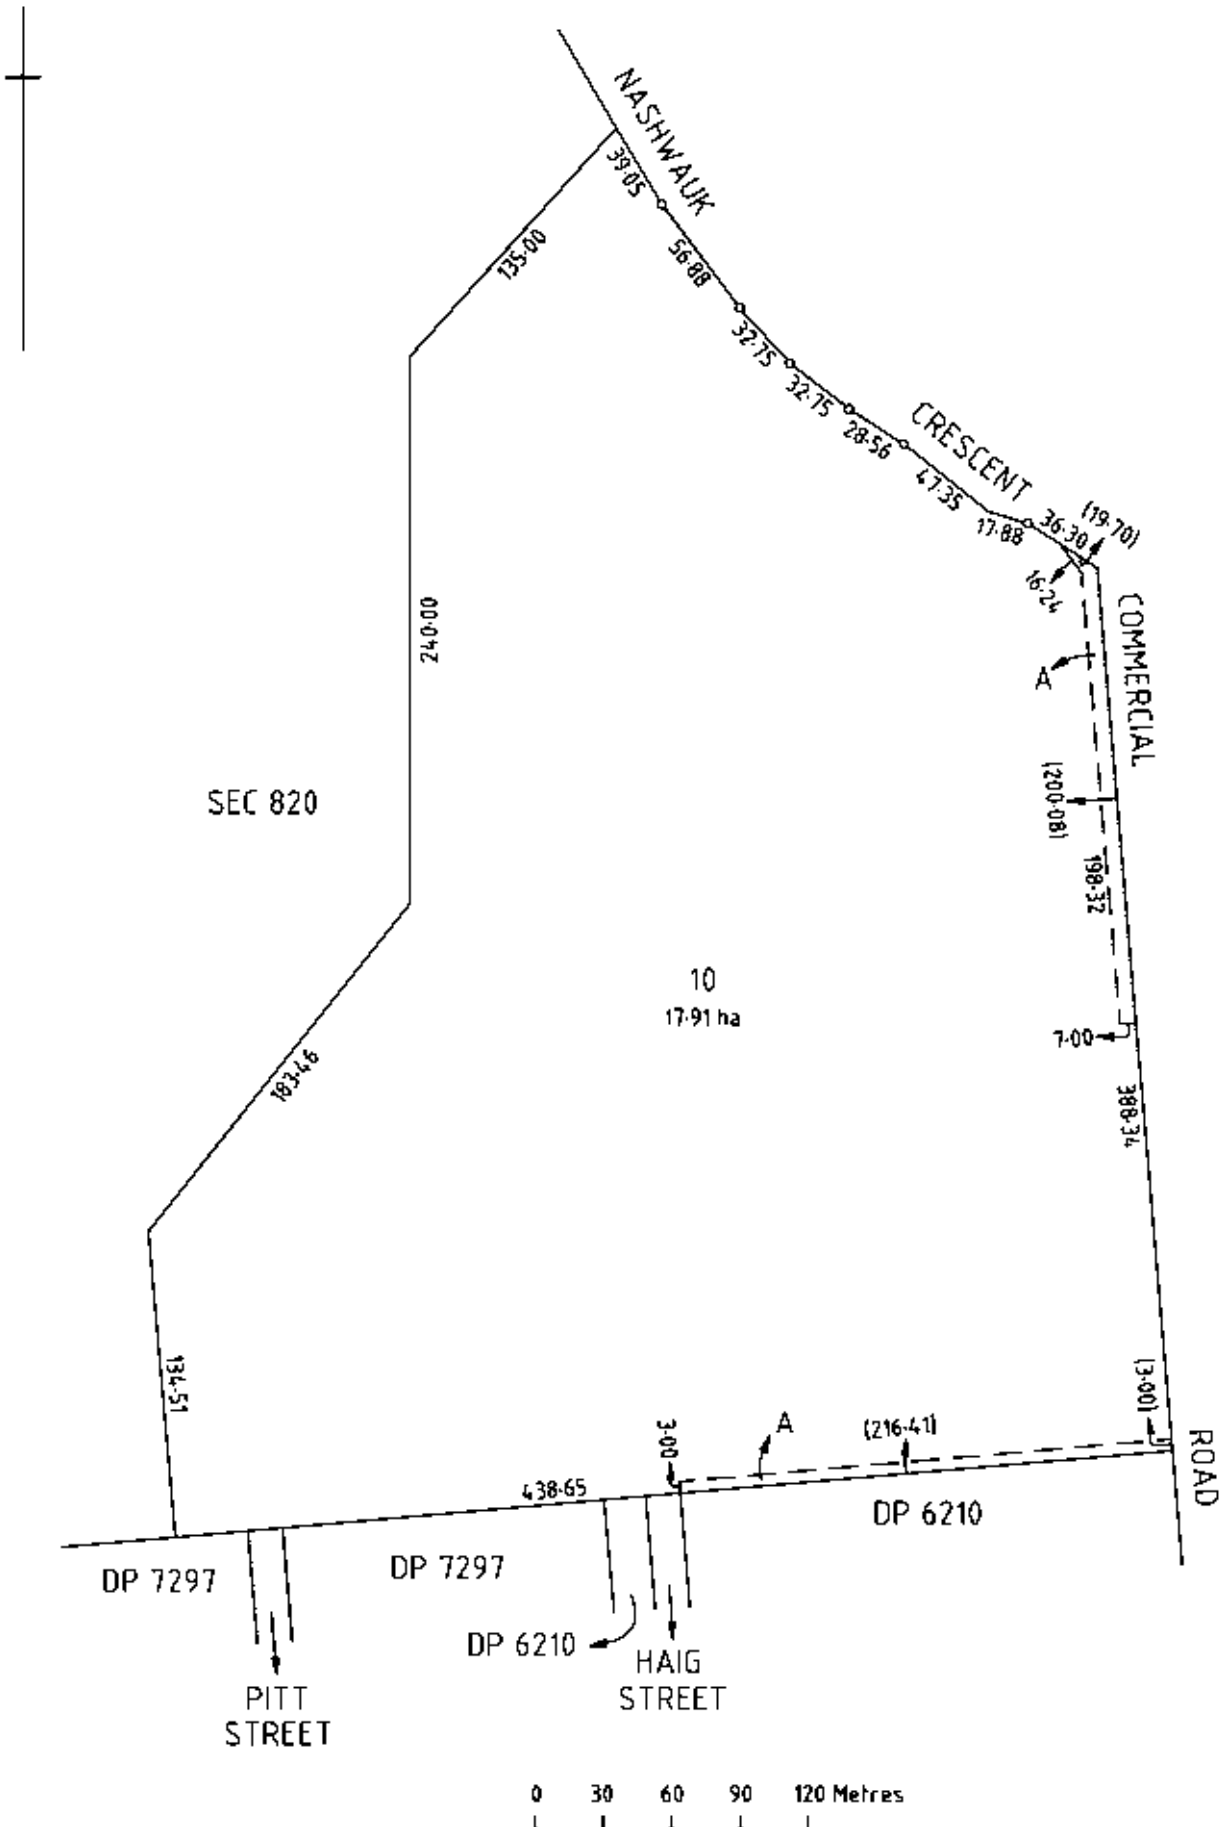 NASHWAUK
39·05
135·00
56·88
32·75
32·75
28·56
CRESCENT
47·35
17·88
36·30
(19·70)
16·24
COMMERCIAL
A
240·00
(200·08)
SEC 820
198·32
10
17·91 ha
7·00
183·46
388·34
134·51
(3·00)
3·00
A
(216·41)
ROAD
438·65
DP 6210
DP 7297
DP 7297
DP 6210
HAIG
STREET
PITT
STREET
0 30 60 90 120 Metres